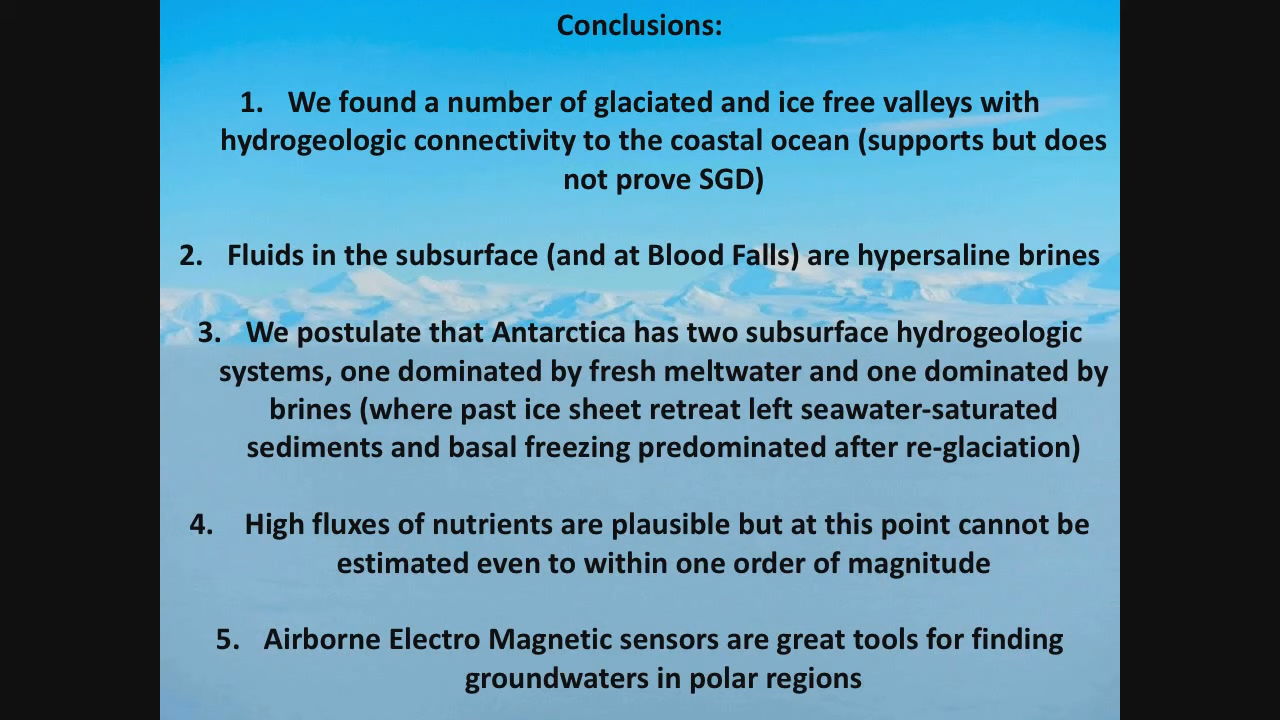 Conclusions:
1. We found a number of glaciated and ice free valleys with
hydrogeologic connectivity to the coastal ocean (supports but does
not prove SGD)
2. Fluids in the subsurface (and at Blood Falls) are hypersaline brines
3. We postulate that Antarctica has two subsurface hydrogeologic
systems, one dominated by fresh meltwater and one dominated by
brines (where past ice sheet retreat left seawater-saturated
sediments and basal freezing predominated after re-glaciation)
4. High fluxes of nutrients are plausible but at this point cannot be
estimated even to within one order of magnitude
5. Airborne Electro Magnetic sensors are great tools for finding
groundwaters in polar regions